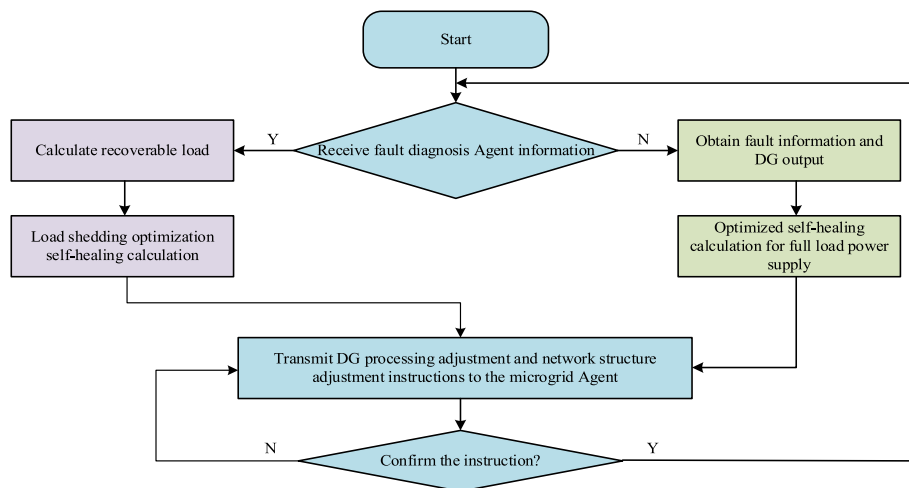 Start
Receive fault diagnosis Agent information
Y
N
Calculate recoverable load
Obtain fault information and
DG output
Load shedding optimization
self-healing calculation
Optimized self-healing
calculation for full load power
supply
Transmit DG processing adjustment and network structure
adjustment instructions to the microgrid Agent
Confirm the instruction?
N
Y